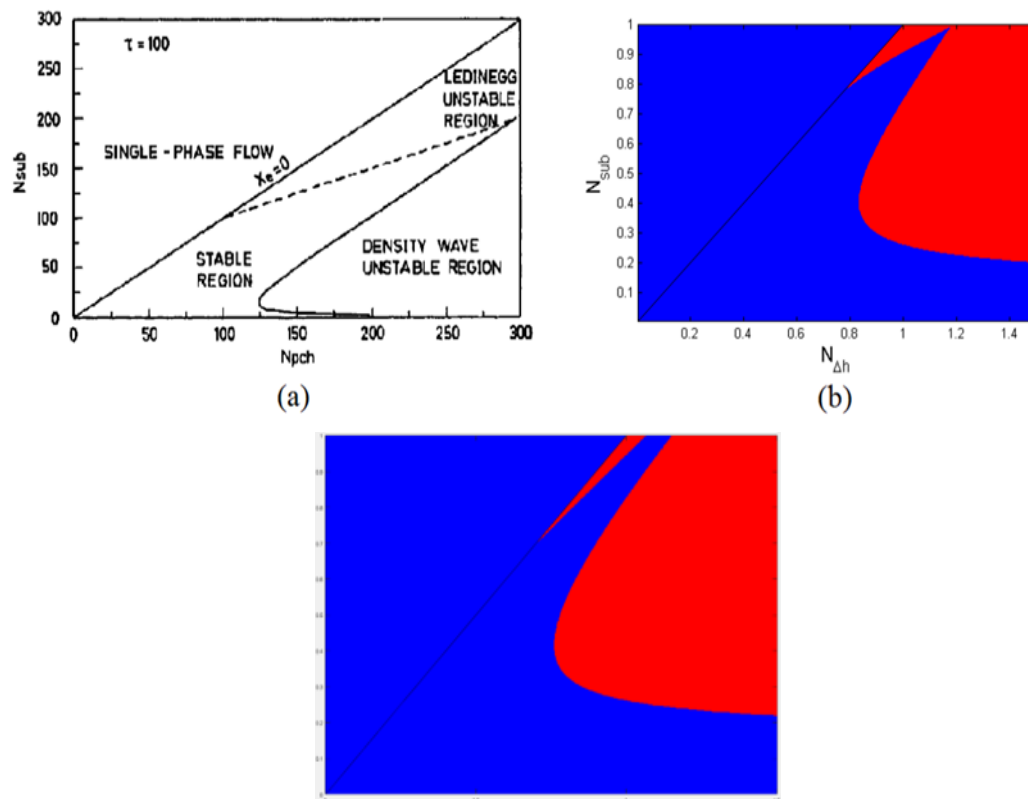 300
τ = 100
250
LEDINEGG
UNSTABLE
REGION
200
SINGLE - PHASE FLOW
Xe=0
Nsub
150
100
STABLE
REGION
DENSITY WAVE
UNSTABLE REGION
50
0
0 50 100 150 200 250 300
Npch
(a)
1
0.9
0.8
0.7
0.6
Nsub
0.5
0.4
0.3
0.2
0.1
0.2 0.4 0.6 0.8 1 1.2 1.4
NΔh
(b)